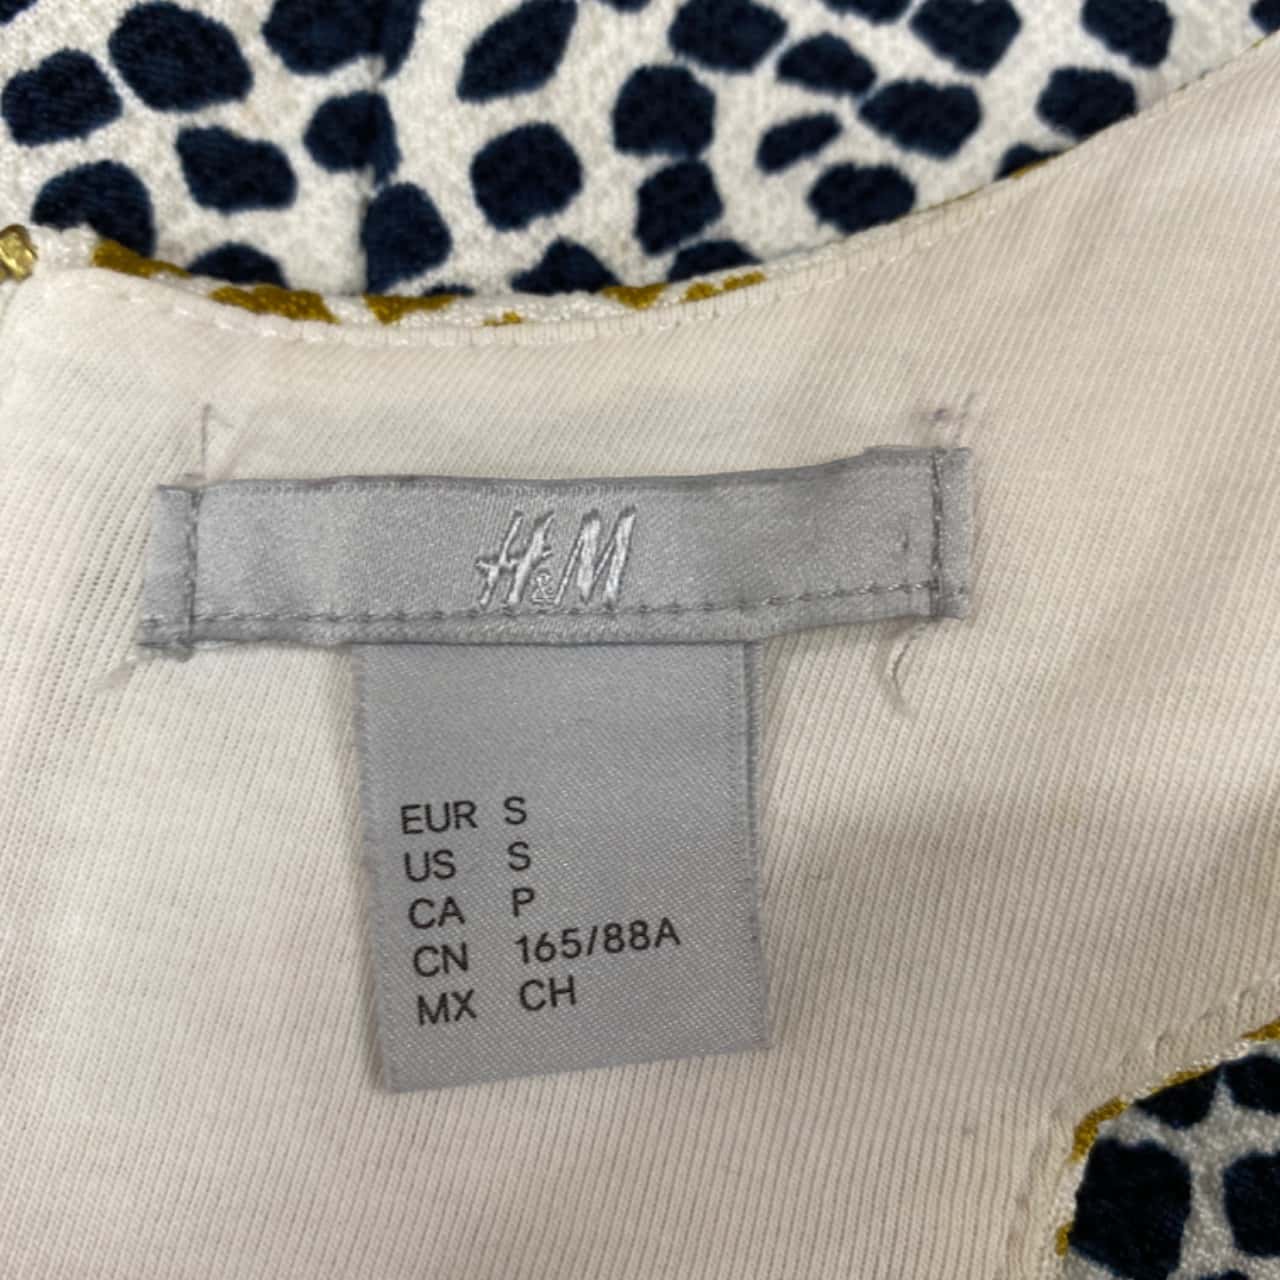 H&M
EUR S
US S
CA P
CN 165/88A
MX CH